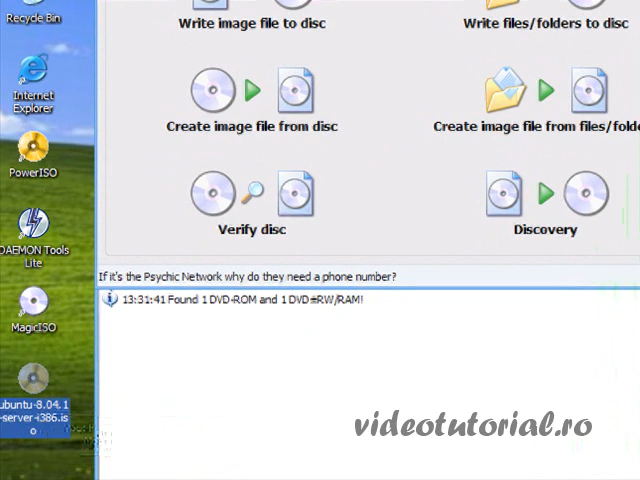 Recycle Bin
Internet
Explorer
PowerISO
DAEMON Tools
Lite
MagicISO
ubuntu-8.04.1
-server-i386.is
o
Write image file to disc
Write files/folders to disc
Create image file from disc
Create image file from files/folde
Verify disc
Discovery
If it's the Psychic Network why do they need a phone number?
13:31:41 Found 1 DVD-ROM and 1 DVD±RW/RAM!
videotutorial.ro